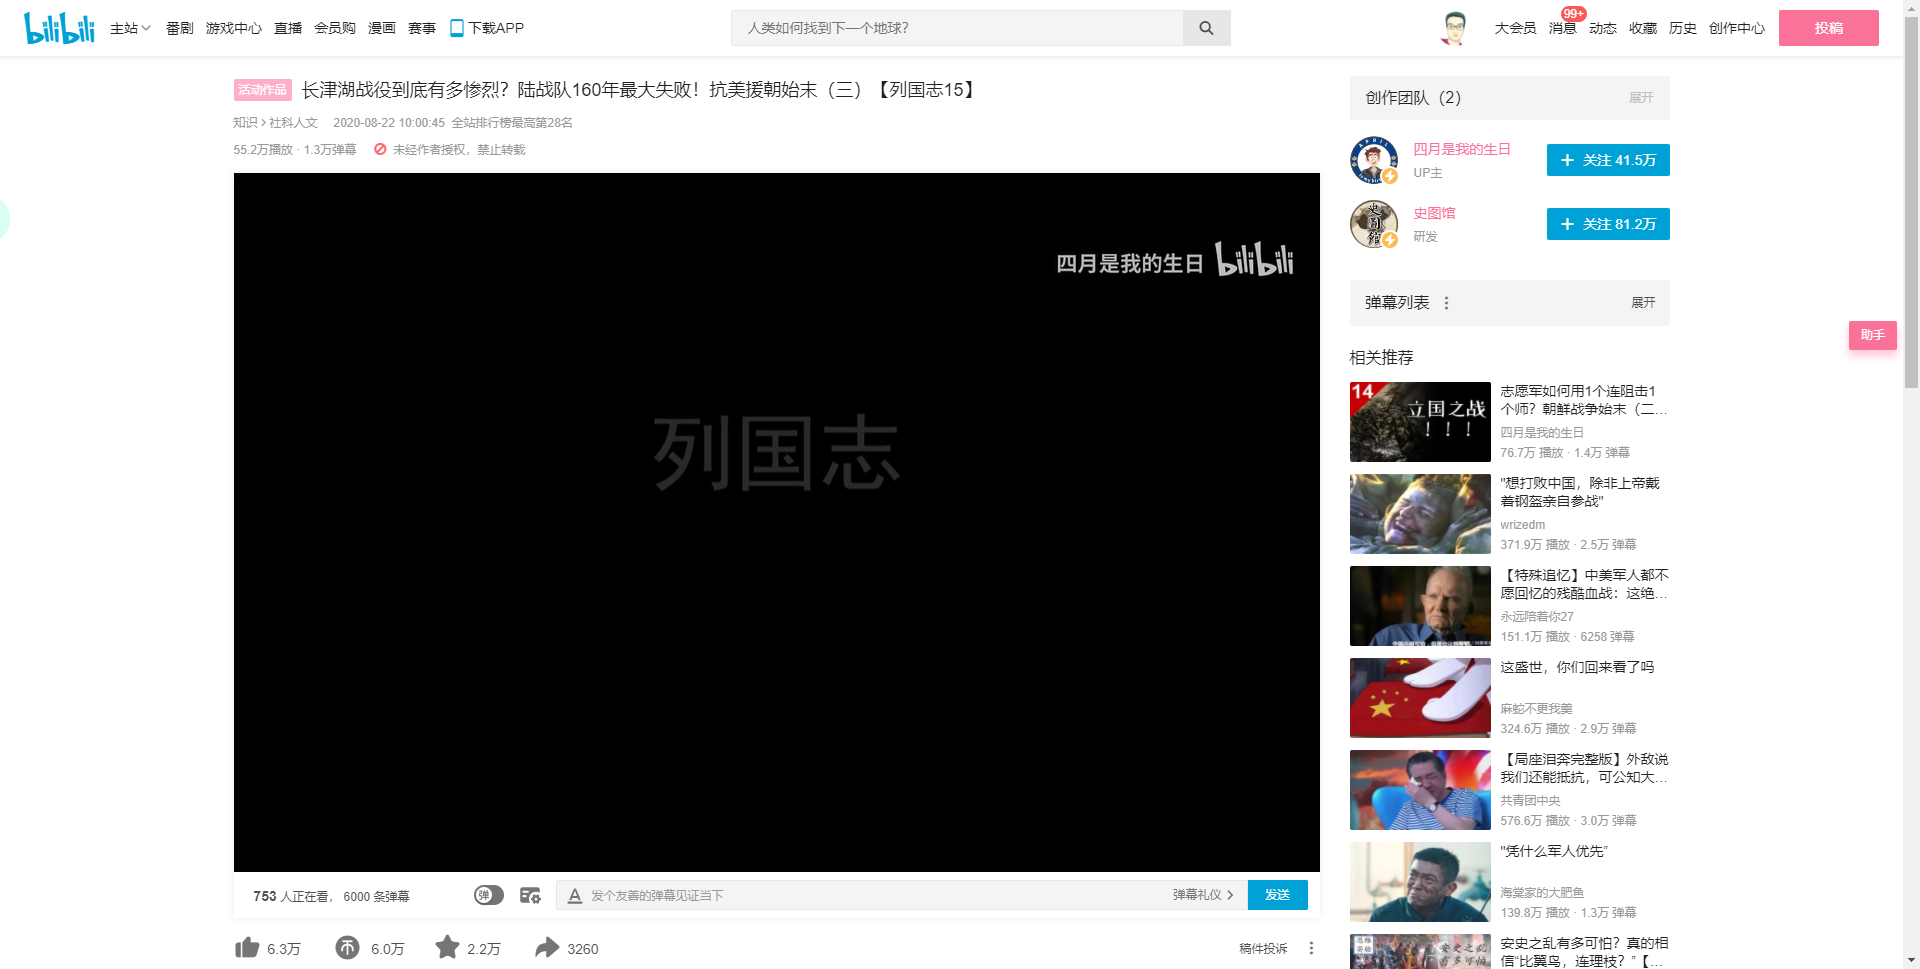 bilibili 主站 番剧 游戏中心 直播 会员购 漫画 赛事 下载APP
人类如何找到下一个地球？
大会员 消息 99+ 动态 收藏 历史 创作中心 投稿
活动作品 长津湖战役到底有多惨烈？陆战队160年最大失败！抗美援朝始末（三）【列国志15】
知识 > 社科人文 2020-08-22 10:00:45 全站排行榜最高第28名
55.2万播放 · 1.3万弹幕 未经作者授权，禁止转载
四月是我的生日 bilibili
列国志
753 人正在看， 6000 条弹幕
弹
发个友善的弹幕见证当下
弹幕礼仪 >
发送
6.3万 6.0万 2.2万 3260
稿件投诉
创作团队（2）
展开
四月是我的生日
UP主
+ 关注 41.5万
史图馆
研发
+ 关注 81.2万
弹幕列表
展开
助手
相关推荐
14
立国之战
！！！
志愿军如何用1个连阻击1
个师？朝鲜战争始末（二...
四月是我的生日
76.7万 播放 · 1.4万 弹幕
"想打败中国，除非上帝戴
着钢盔亲自参战"
wrizedm
371.9万 播放 · 2.5万 弹幕
【特殊追忆】中美军人都不
愿回忆的残酷血战：这绝...
永远陪着你27
151.1万 播放 · 6258 弹幕
这盛世，你们回来看了吗
麻蛇不更我羹
324.6万 播放 · 2.9万 弹幕
【局座泪奔完整版】外敌说
我们还能抵抗，可公知大...
共青团中央
576.6万 播放 · 3.0万 弹幕
"凭什么军人优先"
海棠家的大肥鱼
139.8万 播放 · 1.3万 弹幕
安史之乱
有多可怕
安史之乱有多可怕？真的相
信"比翼鸟，连理枝？"【...